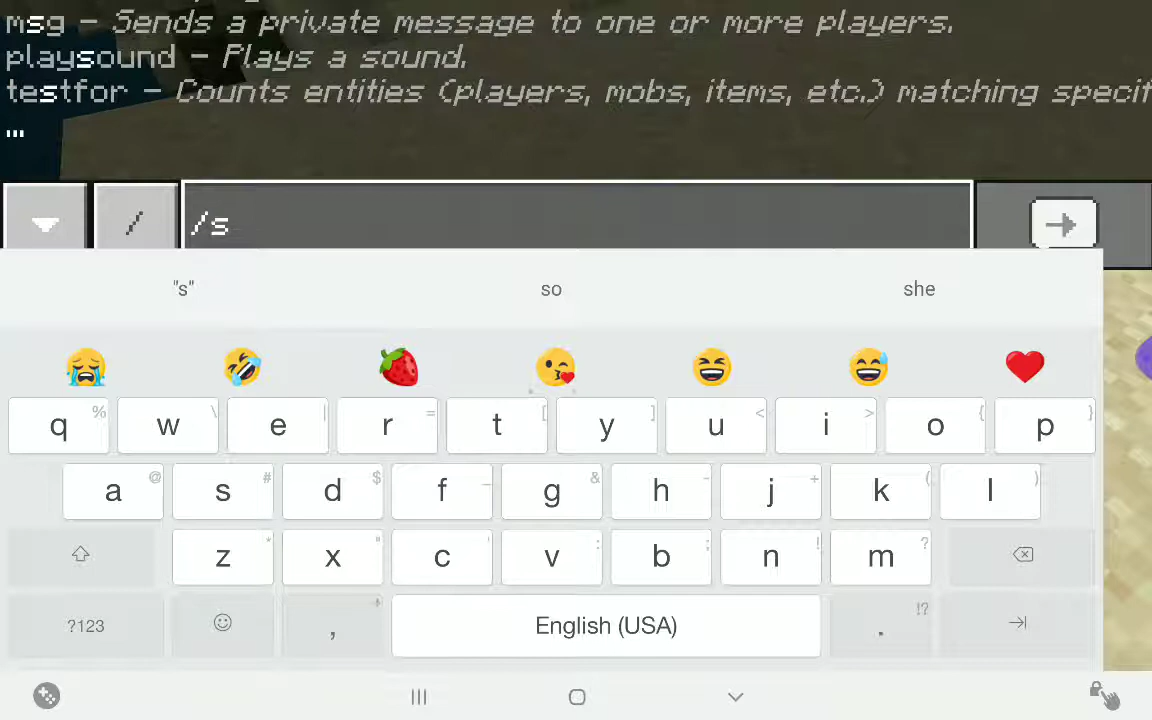 msg – Sends a private message to one or more players.
playsound – Plays a sound.
testfor – Counts entities (players, mobs, items, etc.) matching specif
...
/ /s
"s" so she
q % w \ e | r = t [ y ] u < i > o { p }
a @ s # d $ f _ g & h - j + k ( l )
z * x " c ' v : b ; n ! m ?
?123 , English (USA) . !?